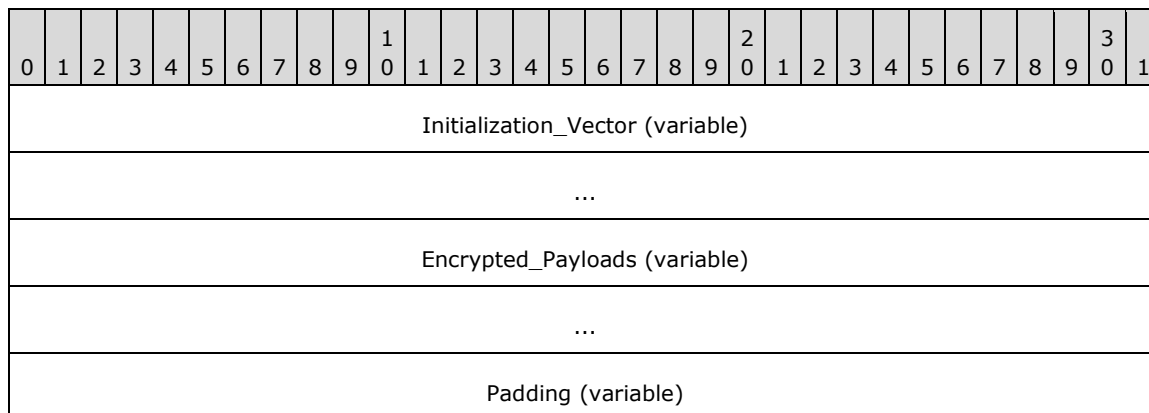 1 2 3
0 1 2 3 4 5 6 7 8 9 0 1 2 3 4 5 6 7 8 9 0 1 2 3 4 5 6 7 8 9 0 1
Initialization_Vector (variable)
...
Encrypted_Payloads (variable)
...
Padding (variable)